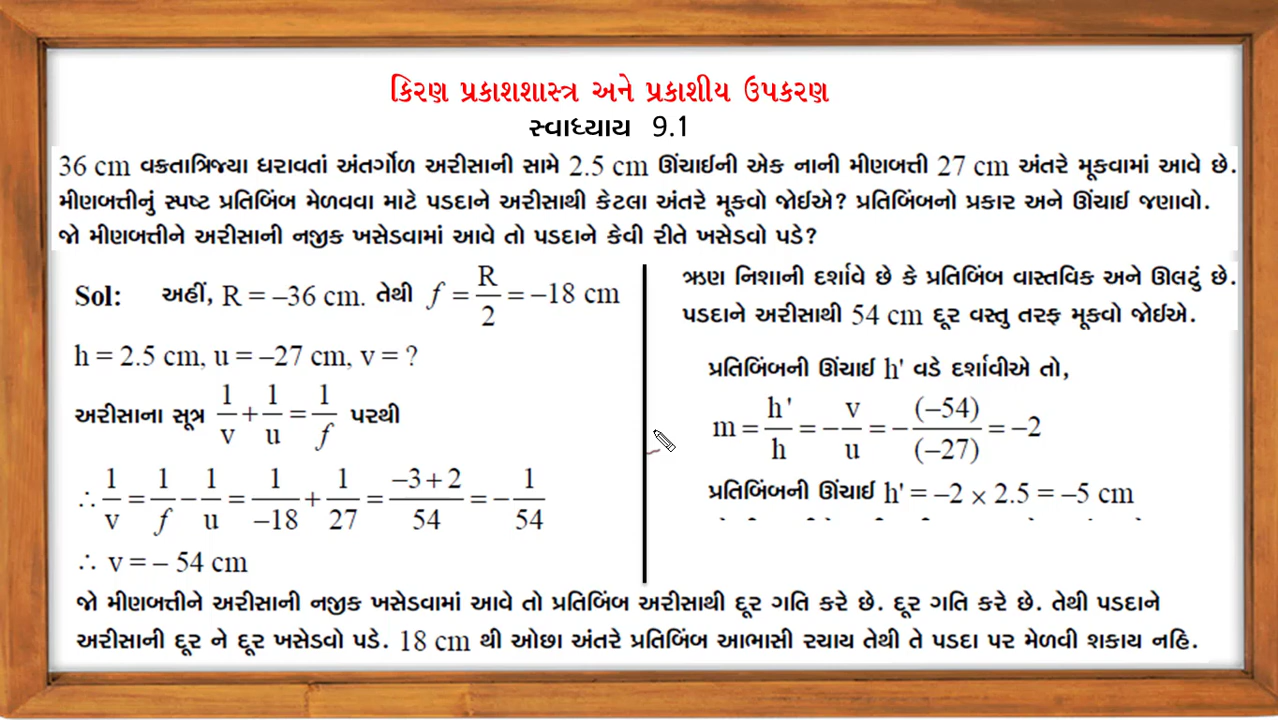 કિરણ પ્રકાશશાસ્ત્ર અને પ્રકાશીય ઉપકરણ
સ્વાધ્યાય 9.1
36 cm વક્રતાત્રિજ્યા ધરાવતાં અંતર્ગોળ અરીસાની સામે 2.5 cm ઊંચાઈની એક નાની મીણબત્તી 27 cm અંતરે મૂકવામાં આવે છે.
મીણબત્તીનું સ્પષ્ટ પ્રતિબિંબ મેળવવા માટે પડદાને અરીસાથી કેટલા અંતરે મૂકવો જોઈએ? પ્રતિબિંબનો પ્રકાર અને ઊંચાઈ જણાવો.
જો મીણબત્તીને અરીસાની નજીક ખસેડવામાં આવે તો પડદાને કેવી રીતે ખસેડવો પડે?
Sol: અહીં, R = –36 cm. તેથી f = R/2 = –18 cm
h = 2.5 cm, u = –27 cm, v = ?
અરીસાના સૂત્ર 1/v + 1/u = 1/f પરથી
∴ 1/v = 1/f − 1/u = 1/–18 + 1/27 = –3 + 2/54 = − 1/54
∴ v = – 54 cm
ઋણ નિશાની દર્શાવે છે કે પ્રતિબિંબ વાસ્તવિક અને ઊલટું છે.
પડદાને અરીસાથી 54 cm દૂર વસ્તુ તરફ મૂકવો જોઈએ.
પ્રતિબિંબની ઊંચાઈ h' વડે દર્શાવીએ તો,
m = h'/h = − v/u = − (–54)/(–27) = –2
પ્રતિબિંબની ઊંચાઈ h' = –2 × 2.5 = –5 cm
જો મીણબત્તીને અરીસાની નજીક ખસેડવામાં આવે તો પ્રતિબિંબ અરીસાથી દૂર ગતિ કરે છે. દૂર ગતિ કરે છે. તેથી પડદાને
અરીસાની દૂર ને દૂર ખસેડવો પડે. 18 cm થી ઓછા અંતરે પ્રતિબિંબ આભાસી રચાય તેથી તે પડદા પર મેળવી શકાય નહિ.